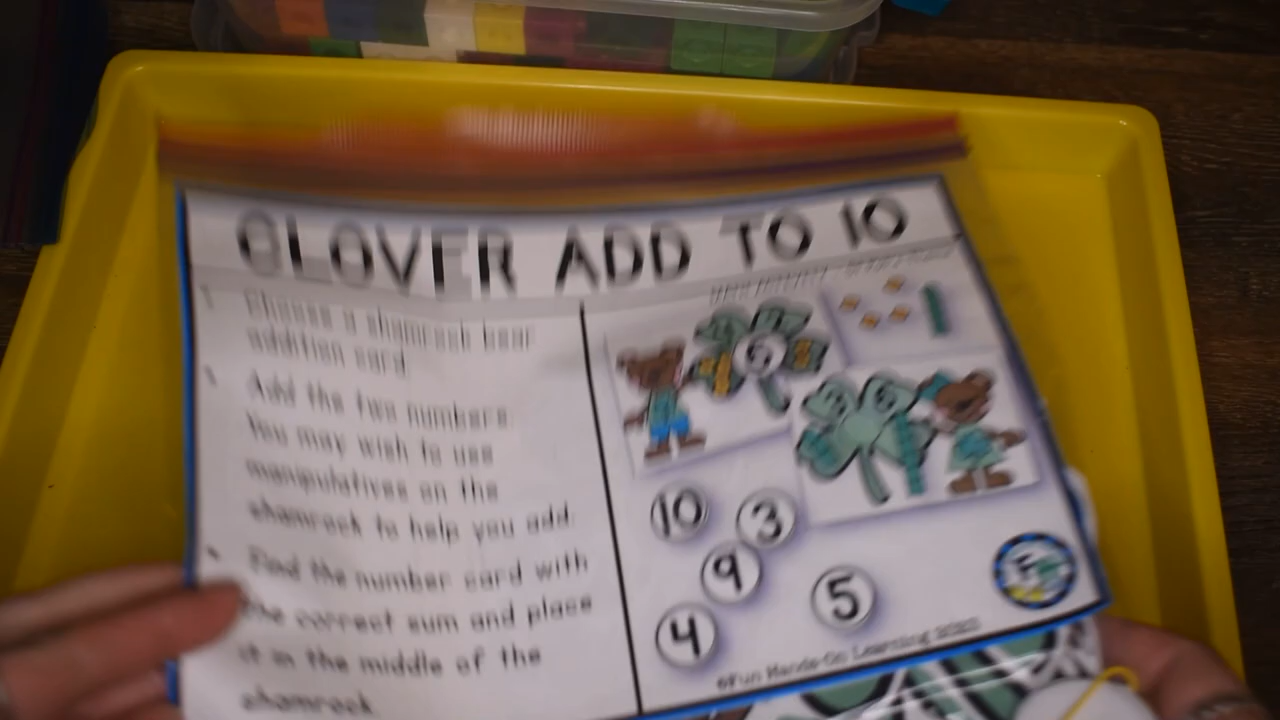 CLOVER ADD TO 10
Choose a shamrock bear
addition card
Add the two numbers.
You may wish to use
manipulatives on the
shamrock to help you add.
Find the number card with
the correct sum and place
it in the middle of the
shamrock.
10
3
9
5
4
©Fun Hands-On Learning